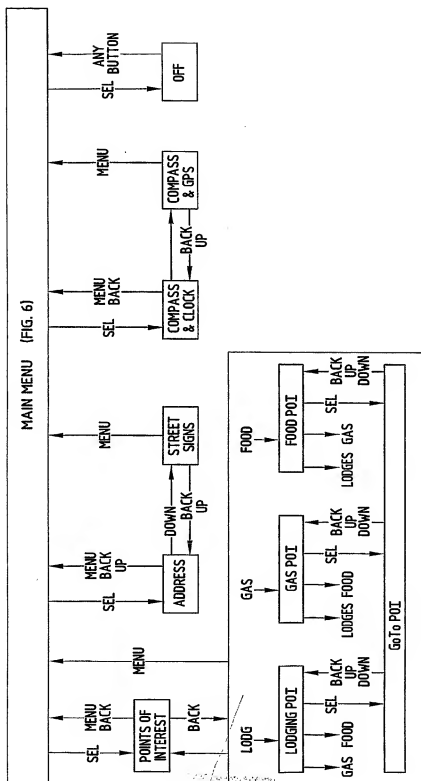 MAIN MENU (FIG. 6)
SEL
MENU
BACK
POINTS OF
INTEREST
BACK
MENU
SEL
MENU
BACK
UP
ADDRESS
DOWN
BACK
UP
MENU
STREET
SIGNS
SEL
MENU
BACK
COMPASS
& CLOCK
BACK
UP
MENU
COMPASS
& GPS
SEL
ANY
BUTTON
OFF
LODG
LODGING POI
GAS
FOOD
SEL
BACK
UP
DOWN
GAS
GAS POI
LODGES
FOOD
SEL
BACK
UP
DOWN
FOOD
FOOD POI
LODGES
GAS
SEL
BACK
UP
DOWN
GoTo POI